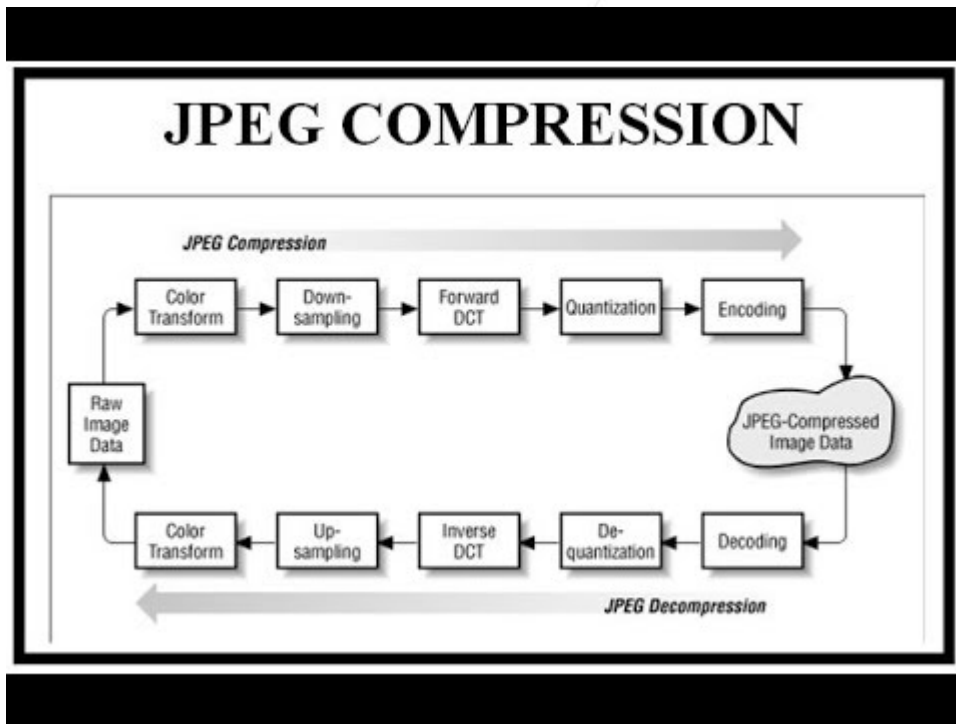 JPEG COMPRESSION
JPEG Compression
Color
Transform
Down-
sampling
Forward
DCT
Quantization
Encoding
Raw
Image
Data
JPEG-Compressed
Image Data
Color
Transform
Up-
sampling
Inverse
DCT
De-
quantization
Decoding
JPEG Decompression